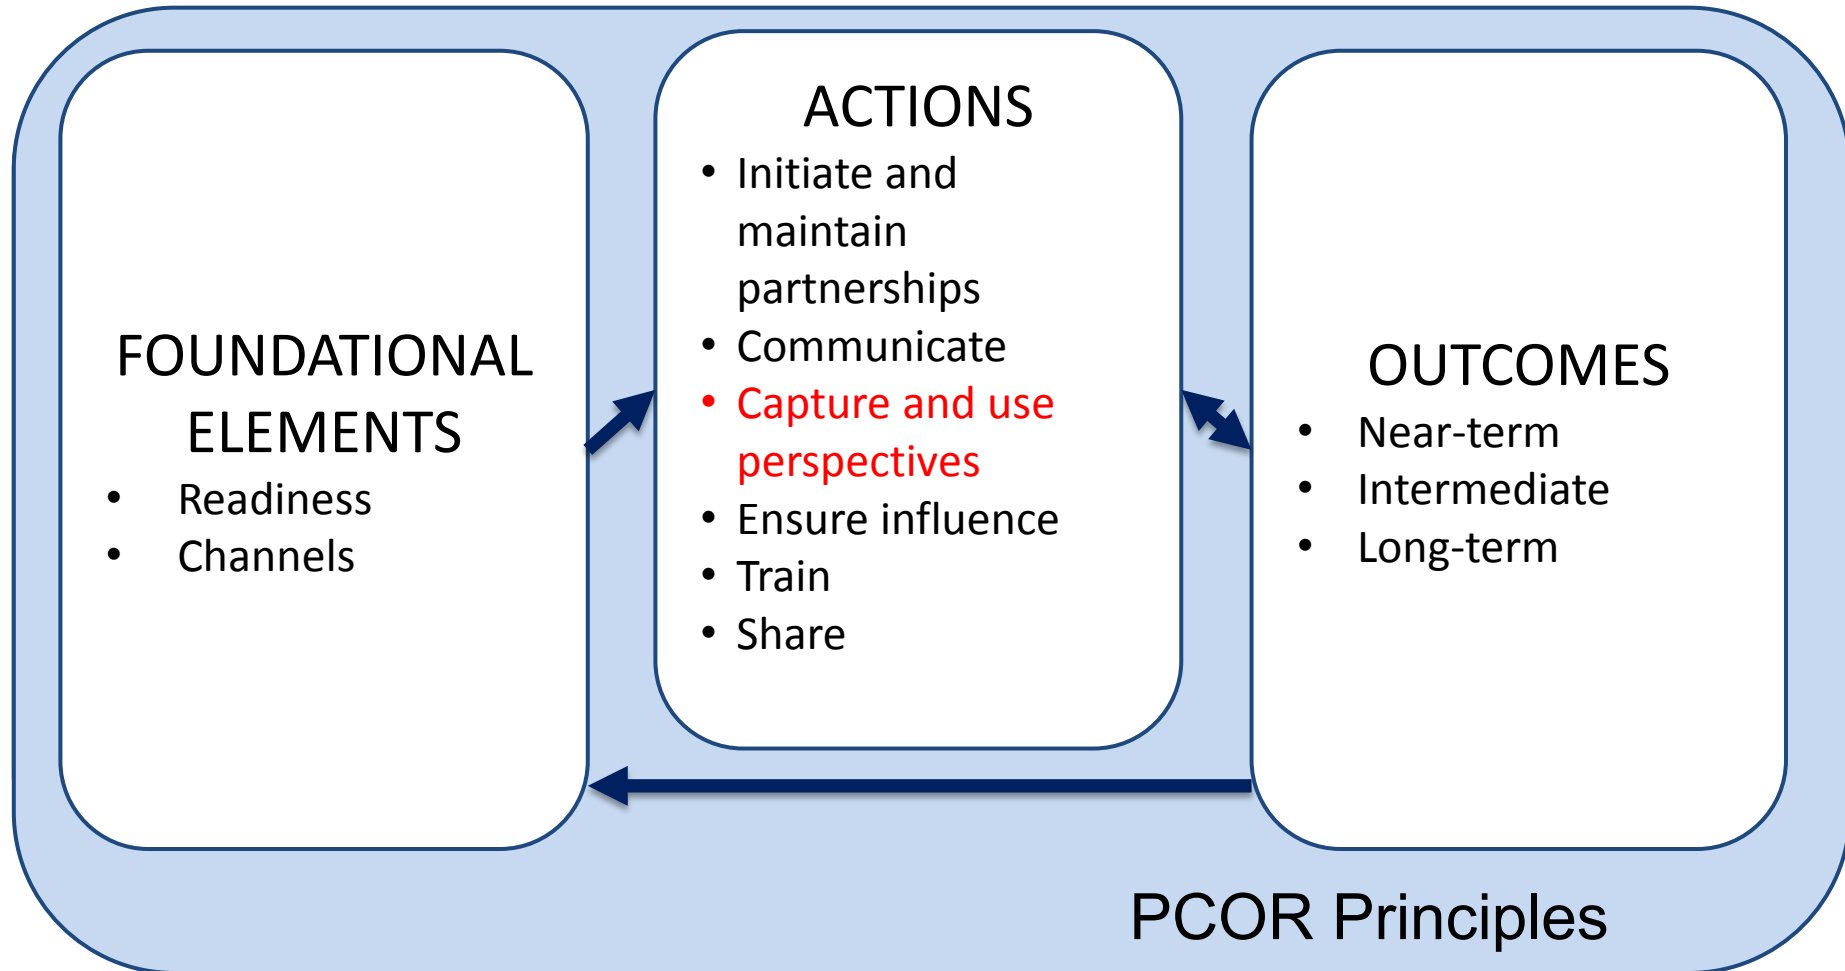 FOUNDATIONAL
ELEMENTS
• Readiness
• Channels
ACTIONS
• Initiate and
maintain
partnerships
• Communicate
• Capture and use
perspectives
• Ensure influence
• Train
• Share
OUTCOMES
• Near-term
• Intermediate
• Long-term
PCOR Principles